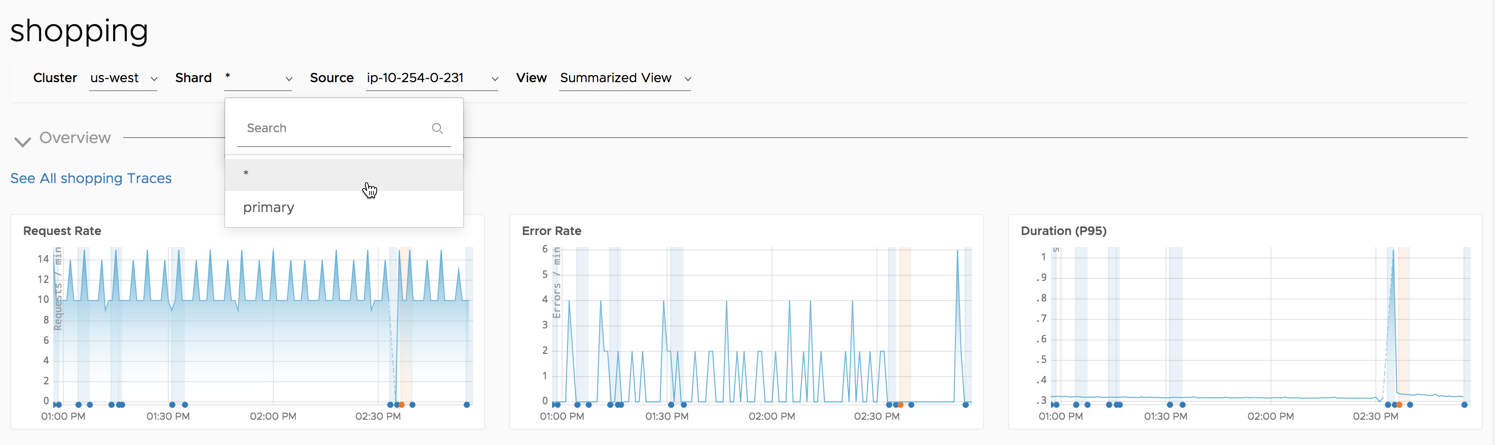 shopping
Cluster us-west Shard * Source ip-10-254-0-231 View Summarized View
Search
*
primary
Overview
See All shopping Traces
Request Rate
Requests / min
14
12
10
8
6
4
2
0
01:00 PM 01:30 PM 02:00 PM 02:30 PM
Error Rate
Errors / min
6
5
4
3
2
1
0
01:00 PM 01:30 PM 02:00 PM 02:30 PM
Duration (P95)
s
1
.9
.8
.7
.6
.5
.4
.3
01:00 PM 01:30 PM 02:00 PM 02:30 PM